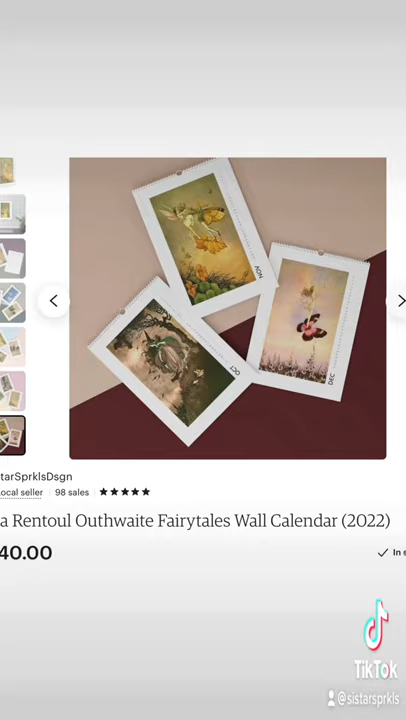 NOV
OCT
DEC
starSprklsDsgn
ocal seller 98 sales
a Rentoul Outhwaite Fairytales Wall Calendar (2022)
40.00
In s
TikTok
@sistarsprkls